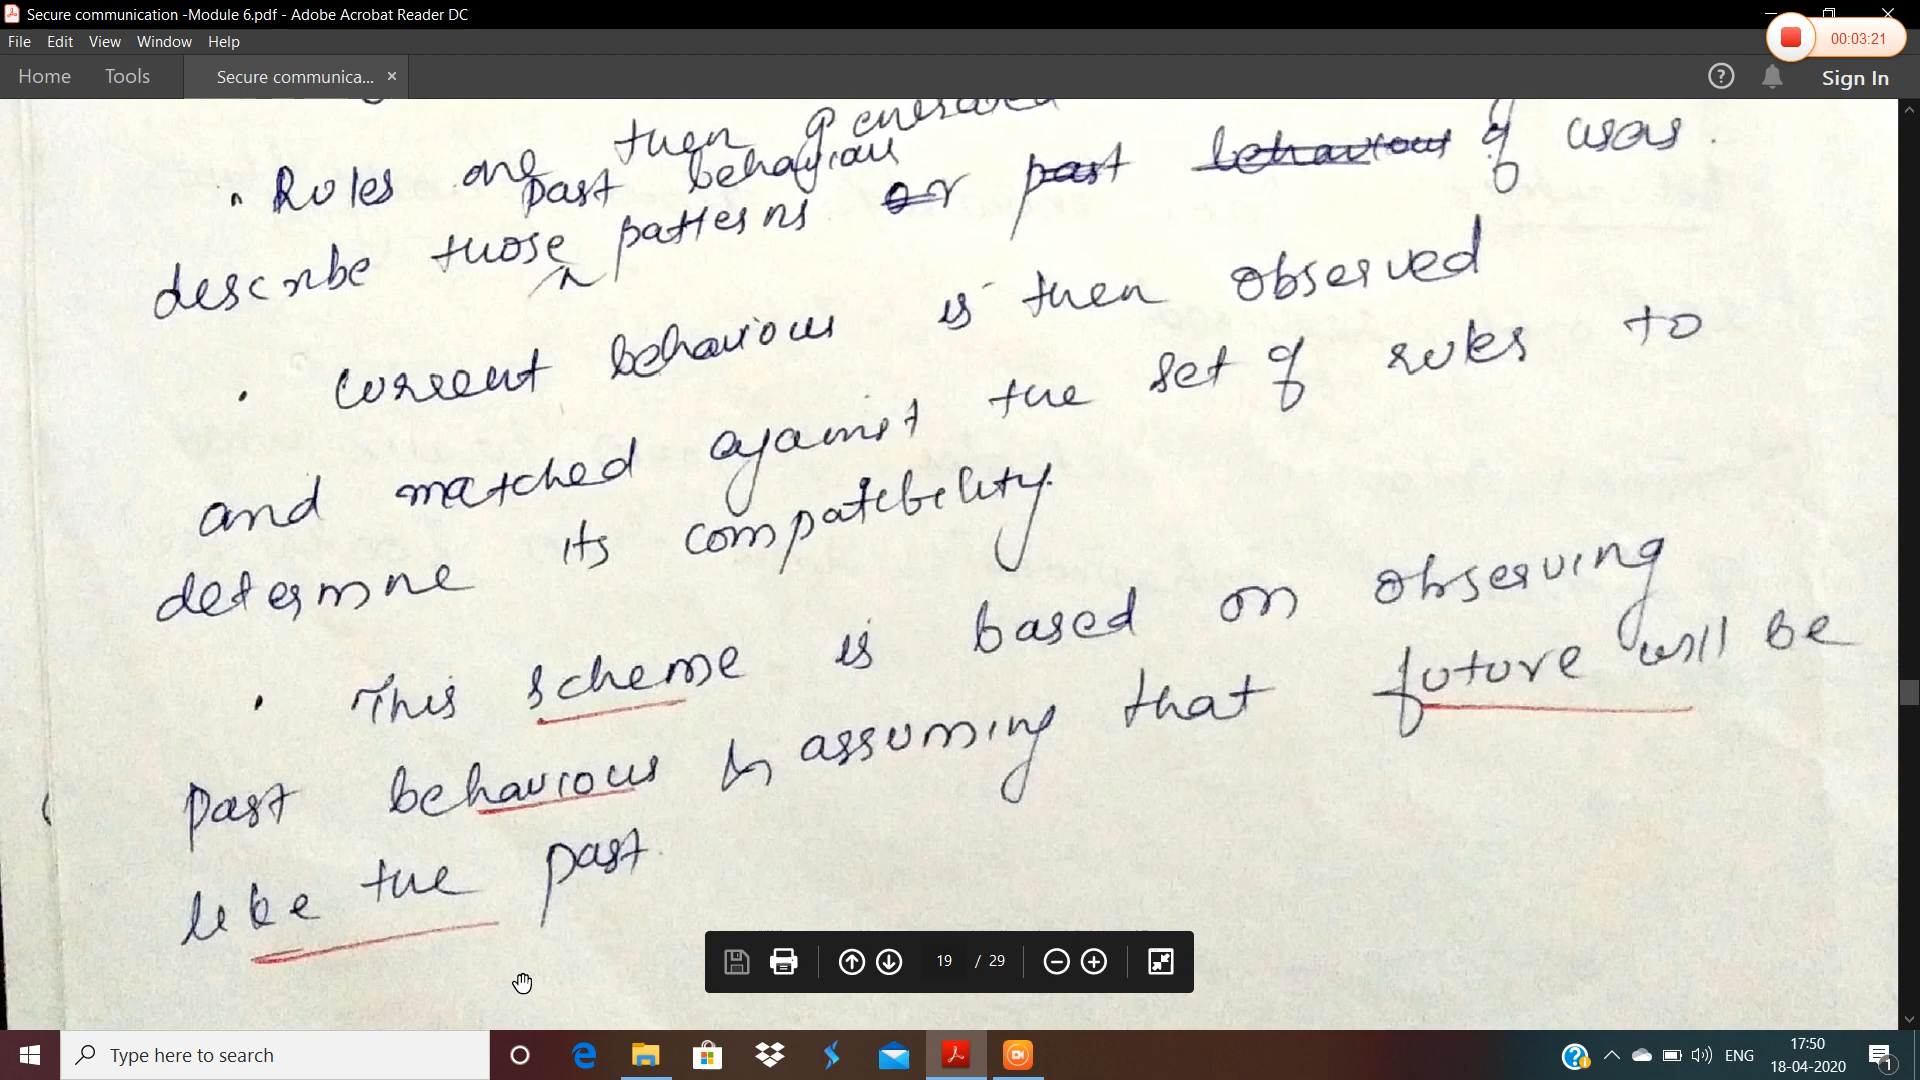 Secure communication -Module 6.pdf - Adobe Acrobat Reader DC
File Edit View Window Help
00:03:21
Home Tools Secure communica... × Sign In
• Rules are then generated
past behaviour
describe those patterns or past behaviour of users.
• Current behaviour is then observed
and matched against the set of rules to
determine its compatibility.
• This scheme is based on observing
past behaviour & assuming that future will be
like the past.
19 / 29
Type here to search
ENG
17:50
18-04-2020
1